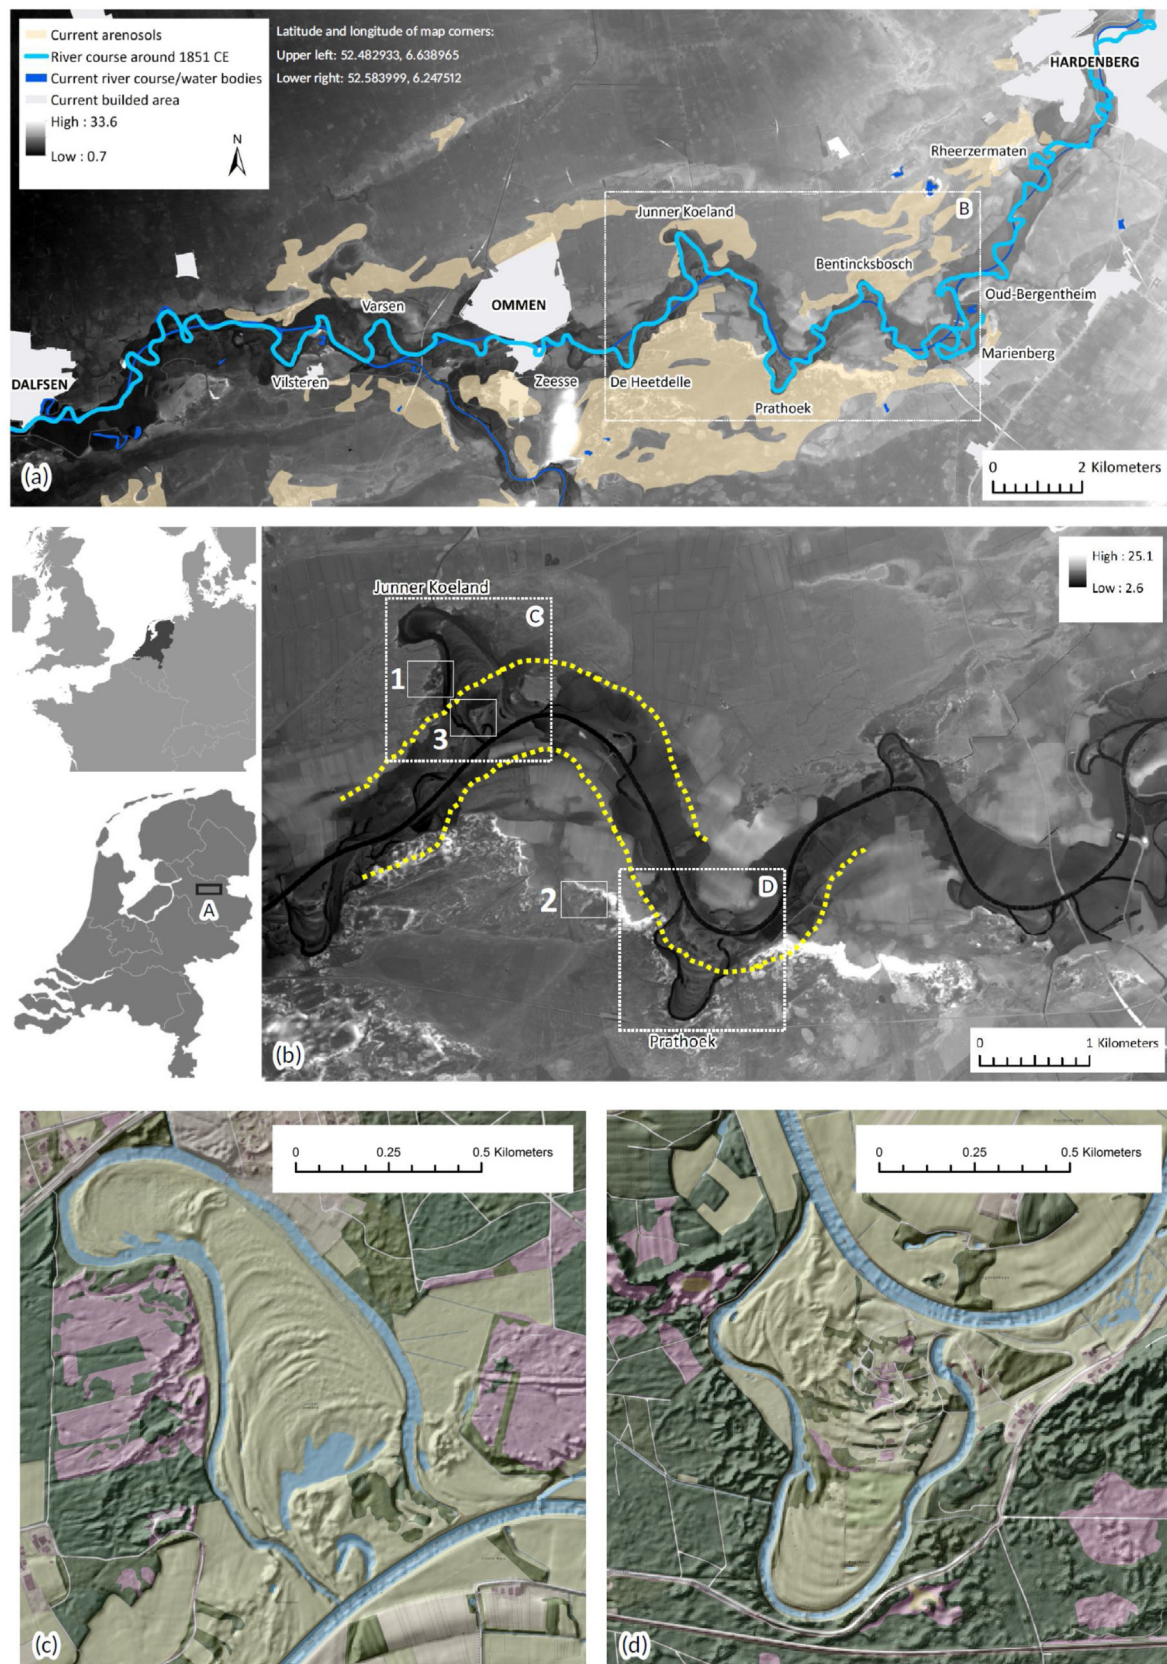 Current arenosols
River course around 1851 CE
Current river course/water bodies
Current builded area
High : 33.6
Low : 0.7
N
Latitude and longitude of map corners:
Upper left: 52.482933, 6.638965
Lower right: 52.583999, 6.247512
HARDENBERG
Rheerzermaten
B
Junner Koeland
Bentincksbosch
Oud-Bergentheim
Varsen
OMMEN
Marienberg
DALFSEN
Vilsteren
Zeesse
De Heetdelle
Prathoek
(a)
0 2 Kilometers
High : 25.1
Low : 2.6
Junner Koeland
C
1
3
2
D
A
Prathoek
(b)
0 1 Kilometers
0 0.25 0.5 Kilometers
(c)
0 0.25 0.5 Kilometers
(d)